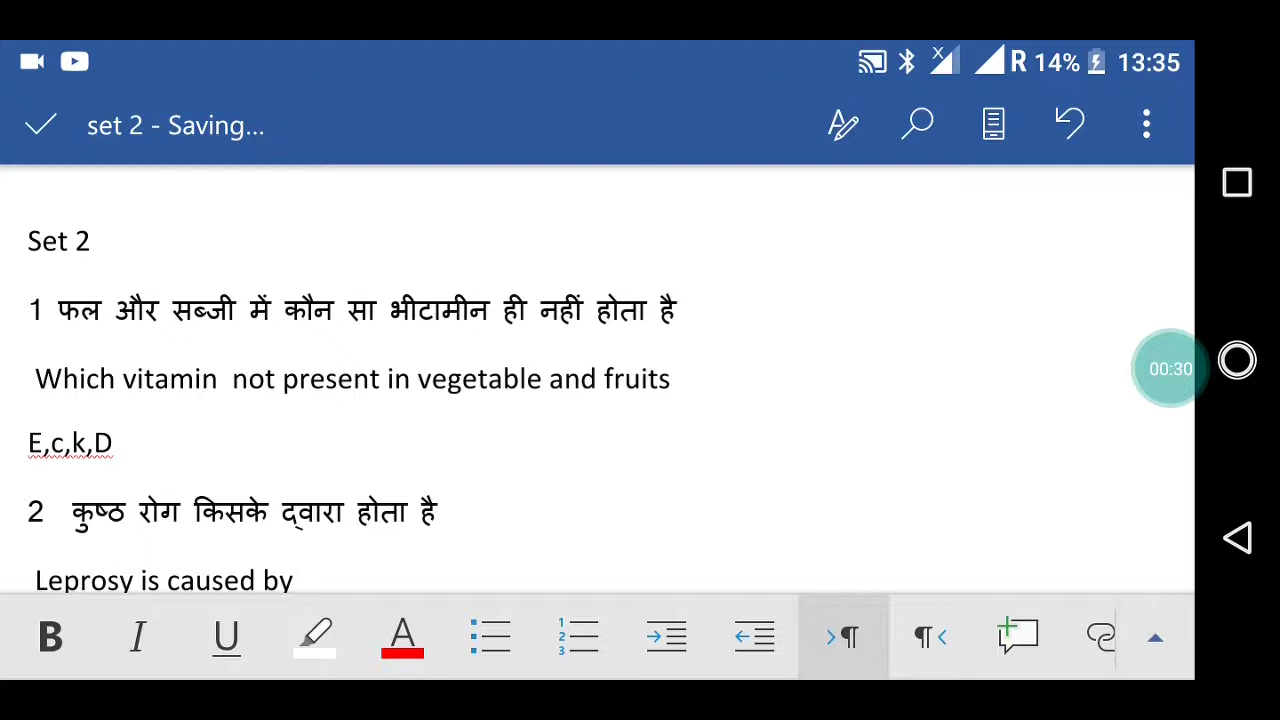 R 14% 13:35
set 2 - Saving...
Set 2
1 फल और सब्जी में कौन सा भीटामीन ही नहीं होता है
Which vitamin not present in vegetable and fruits
00:30
E,c,k,D
2 कुष्ठ रोग किसके द्वारा होता है
Leprosy is caused by
B I U A